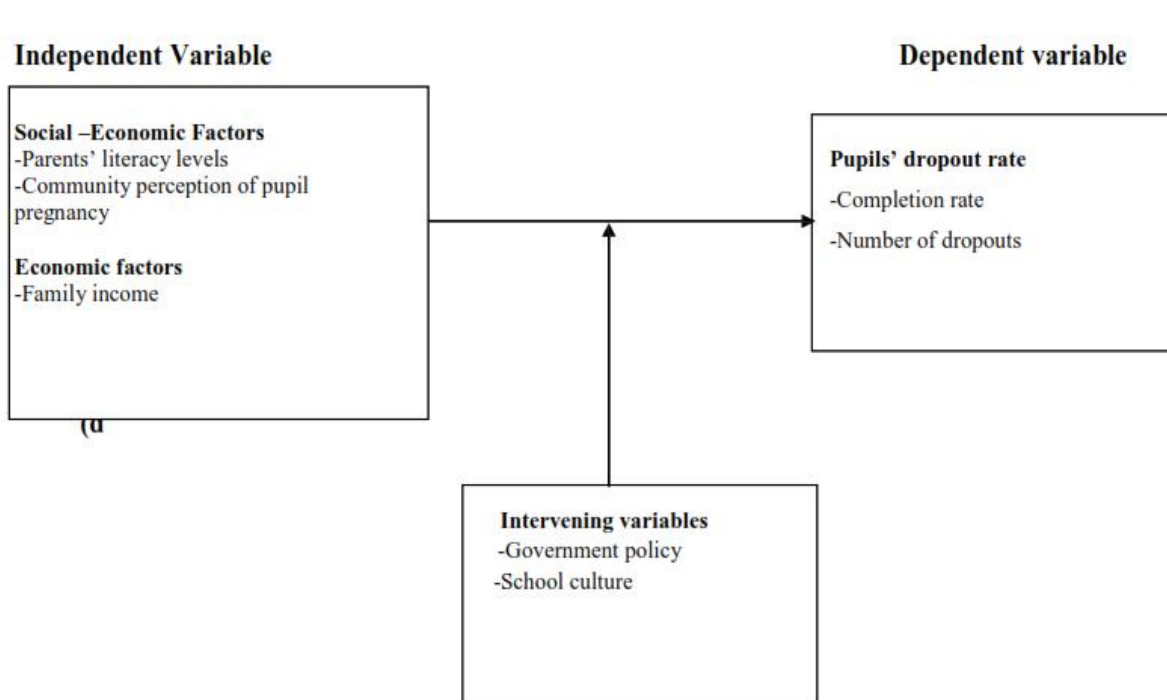 Independent Variable
Dependent variable
Social –Economic Factors
-Parents’ literacy levels
-Community perception of pupil
pregnancy
Economic factors
-Family income
Pupils’ dropout rate
-Completion rate
-Number of dropouts
(d
Intervening variables
-Government policy
-School culture